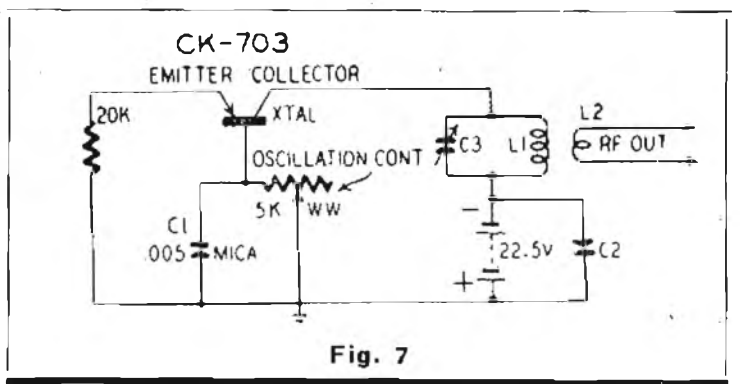 CK-703
EMITTER COLLECTOR
20K
XTAL
L2
C3
L1
RF OUT
OSCILLATION CONT
5K
WW
C1
.005
MICA
-
22.5V
+
C2
Fig. 7